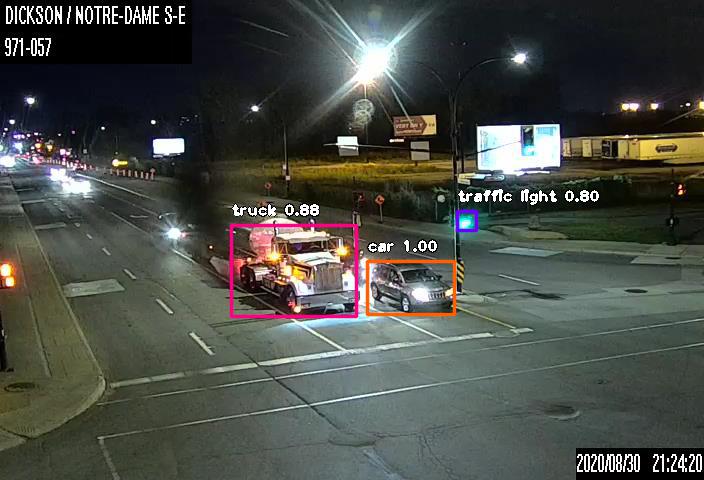 DICKSON / NOTRE-DAME S-E
971-057
truck 0.88
car 1.00
traffic light 0.80
2020/08/30 21:24:20